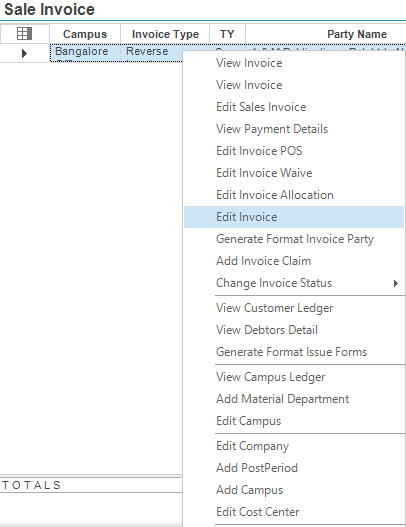 Sale Invoice
Campus Invoice Type TY Party Name
Bangalore Reverse
View Invoice
View Invoice
Edit Sales Invoice
View Payment Details
Edit Invoice POS
Edit Invoice Waive
Edit Invoice Allocation
Edit Invoice
Generate Format Invoice Party
Add Invoice Claim
Change Invoice Status
View Customer Ledger
View Debtors Detail
Generate Format Issue Forms
View Campus Ledger
Add Material Department
Edit Campus
Edit Company
Add PostPeriod
Add Campus
Edit Cost Center
TOTALS